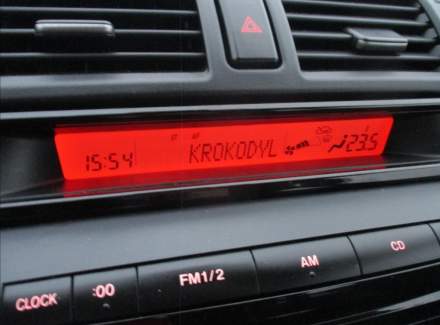 15:54 KROKODYL 23.5
CLOCK :00 FM1/2 AM CD